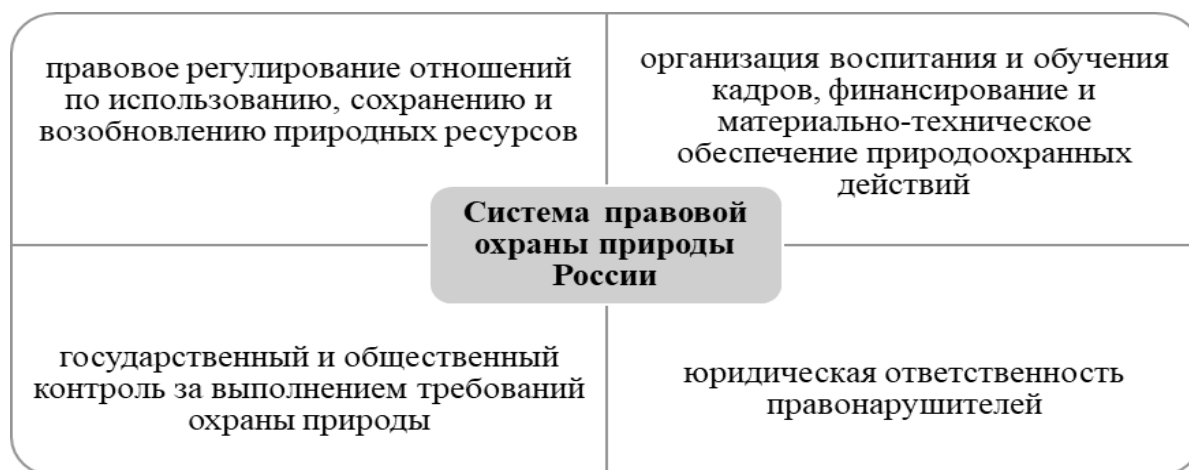 правовое регулирование отношений
по использованию, сохранению и
возобновлению природных ресурсов
организация воспитания и обучения
кадров, финансирование и
материально-техническое
обеспечение природоохранных
действий
Система правовой
охраны природы
России
государственный и общественный
контроль за выполнением требований
охраны природы
юридическая ответственность
правонарушителей